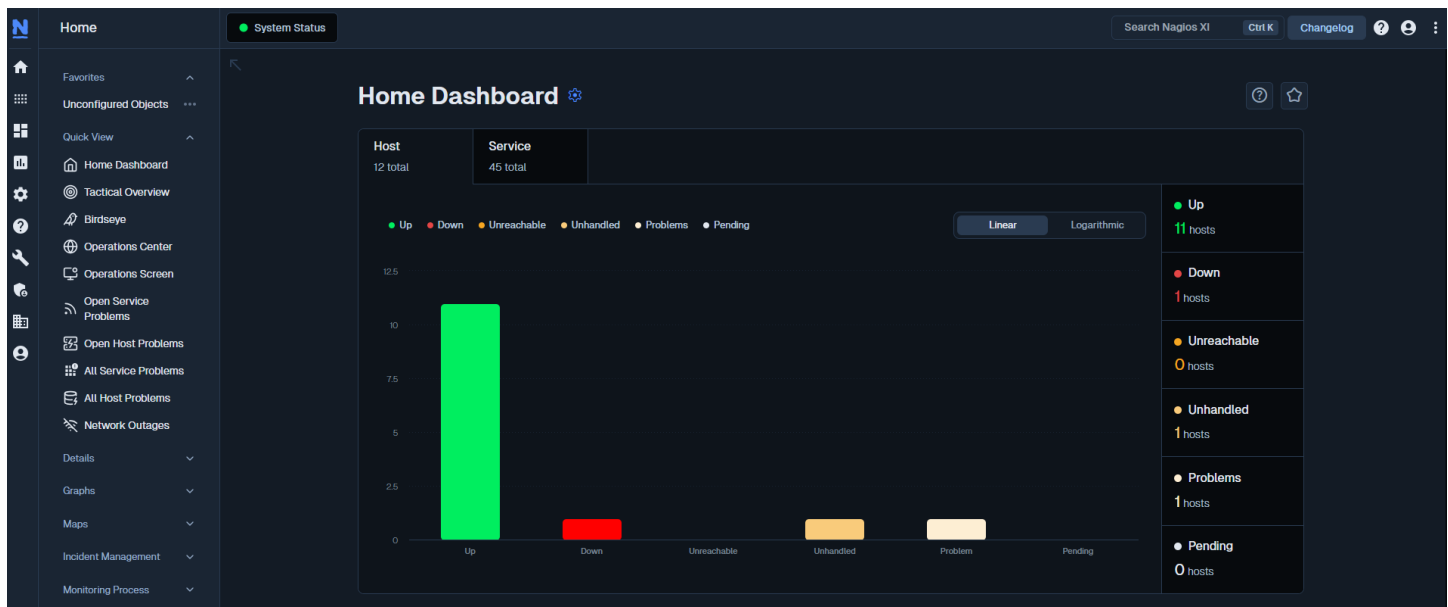 N
Home
System Status
Search Nagios XI
Ctrl K
Changelog
Favorites
Unconfigured Objects
Quick View
Home Dashboard
Tactical Overview
Birdseye
Operations Center
Operations Screen
Open Service
Problems
Open Host Problems
All Service Problems
All Host Problems
Network Outages
Details
Graphs
Maps
Incident Management
Monitoring Process
Home Dashboard
Host
12 total
Service
45 total
Up
Down
Unreachable
Unhandled
Problems
Pending
Linear
Logarithmic
12.5
10
7.5
5
2.5
0
Up
Down
Unreachable
Unhandled
Problem
Pending
Up
11 hosts
Down
1 hosts
Unreachable
0 hosts
Unhandled
1 hosts
Problems
1 hosts
Pending
0 hosts